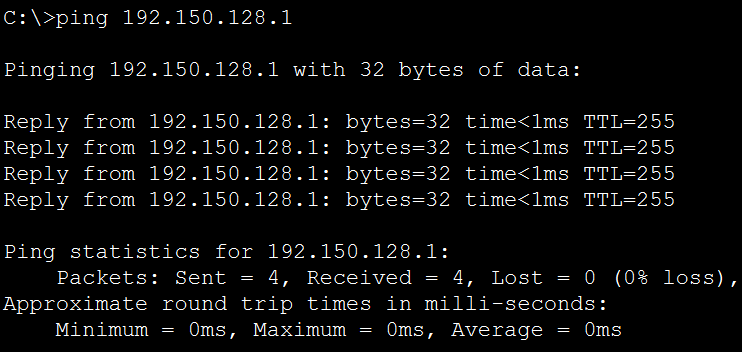 C:\>ping 192.150.128.1
Pinging 192.150.128.1 with 32 bytes of data:
Reply from 192.150.128.1: bytes=32 time<1ms TTL=255
Reply from 192.150.128.1: bytes=32 time<1ms TTL=255
Reply from 192.150.128.1: bytes=32 time<1ms TTL=255
Reply from 192.150.128.1: bytes=32 time<1ms TTL=255
Ping statistics for 192.150.128.1:
    Packets: Sent = 4, Received = 4, Lost = 0 (0% loss),
Approximate round trip times in milli-seconds:
    Minimum = 0ms, Maximum = 0ms, Average = 0ms